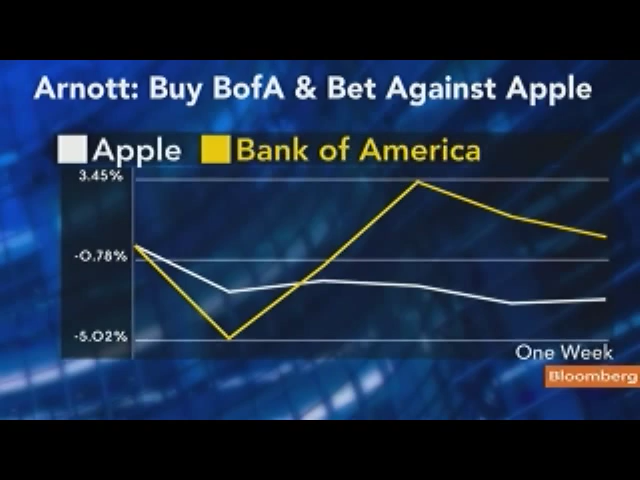 Arnott: Buy BofA & Bet Against Apple
Apple Bank of America
3.45%
-0.78%
-5.02%
One Week
Bloomberg